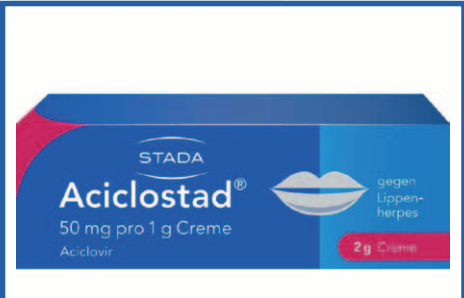 STADA
Aciclostad®
50 mg pro 1 g Creme
Aciclovir
gegen
Lippen-
herpes
2g Creme